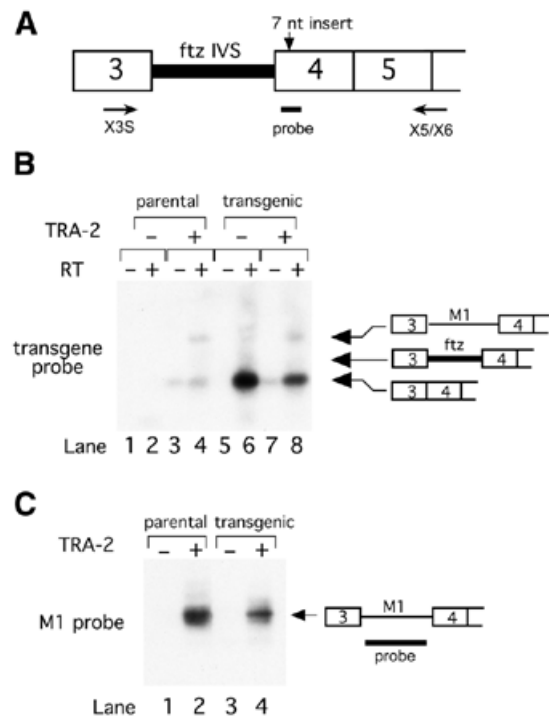 A
7 nt insert
ftz IVS
3
4
5
X3S
probe
X5/X6
B
parental
transgenic
TRA-2
− + − +
RT
− + − + − + − +
transgene
probe
M1
3
4
ftz
3
4
3
4
Lane 1 2 3 4 5 6 7 8
C
parental
transgenic
TRA-2
− + − +
M1 probe
M1
3
4
probe
Lane 1 2 3 4